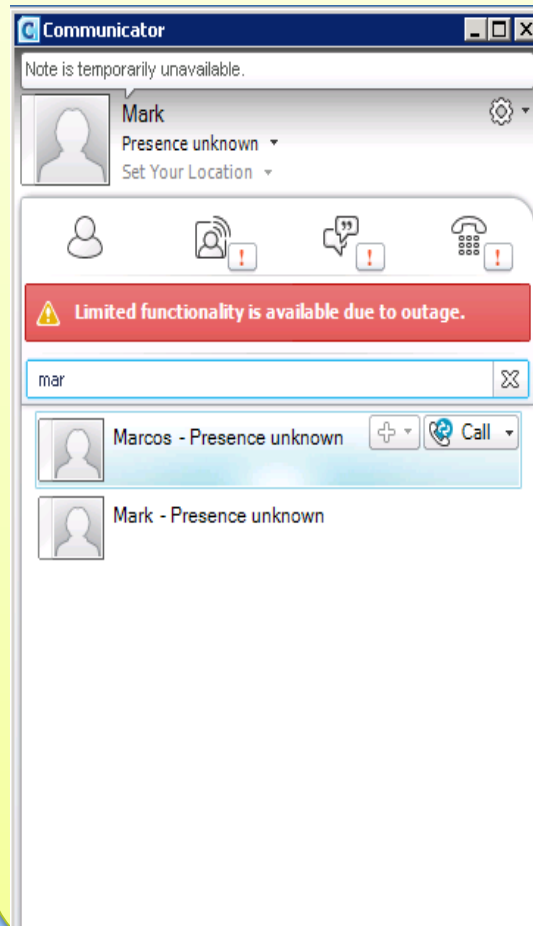 Communicator
Note is temporarily unavailable.
Mark
Presence unknown
Set Your Location
Limited functionality is available due to outage.
mar
Marcos - Presence unknown
Call
Mark - Presence unknown